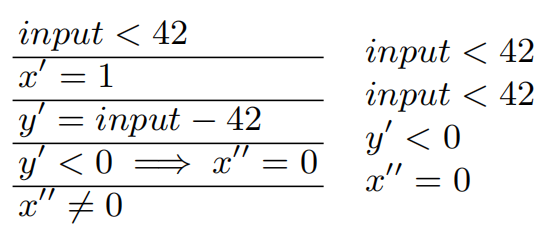 input < 42
x′ = 1
y′ = input − 42
y′ < 0 ⟹ x″ = 0
x″ ≠ 0
input < 42
input < 42
y′ < 0
x″ = 0